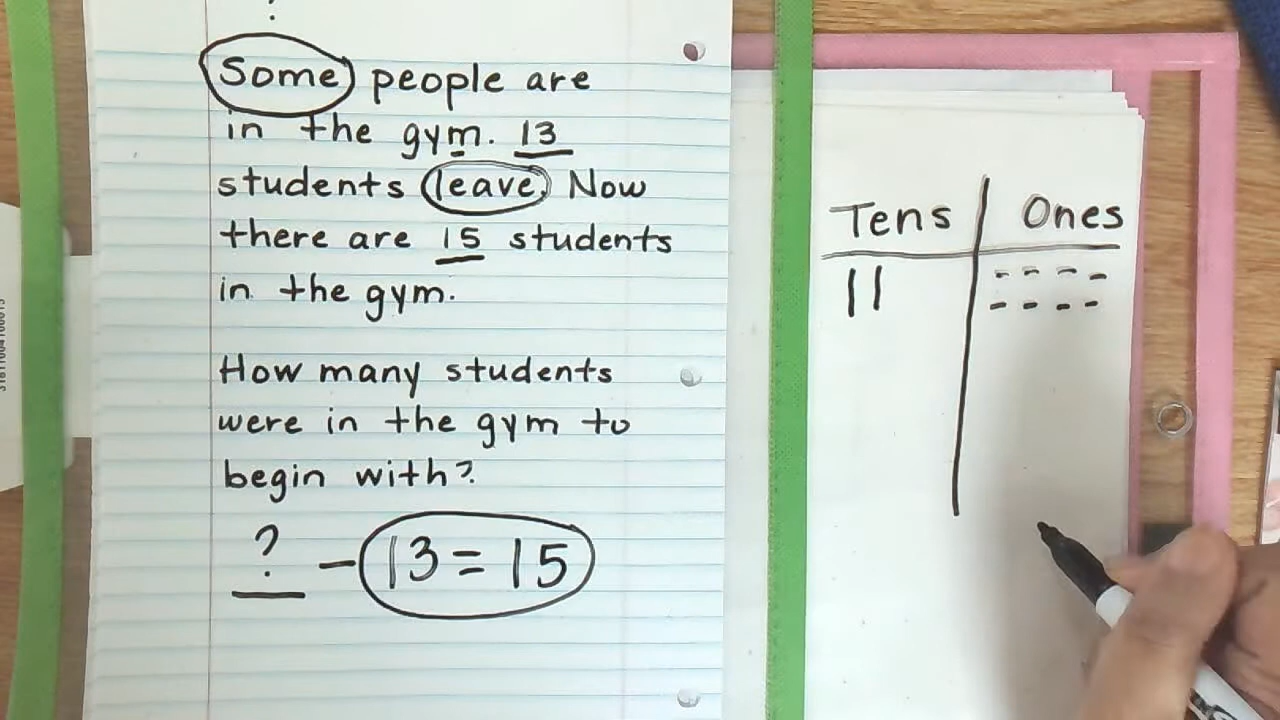 ?
Some people are
in the gym. 13
students leave. Now
there are 15 students
in the gym.
How many students
were in the gym to
begin with?
? - 13 = 15
Tens Ones
|| - - - -
- - - -